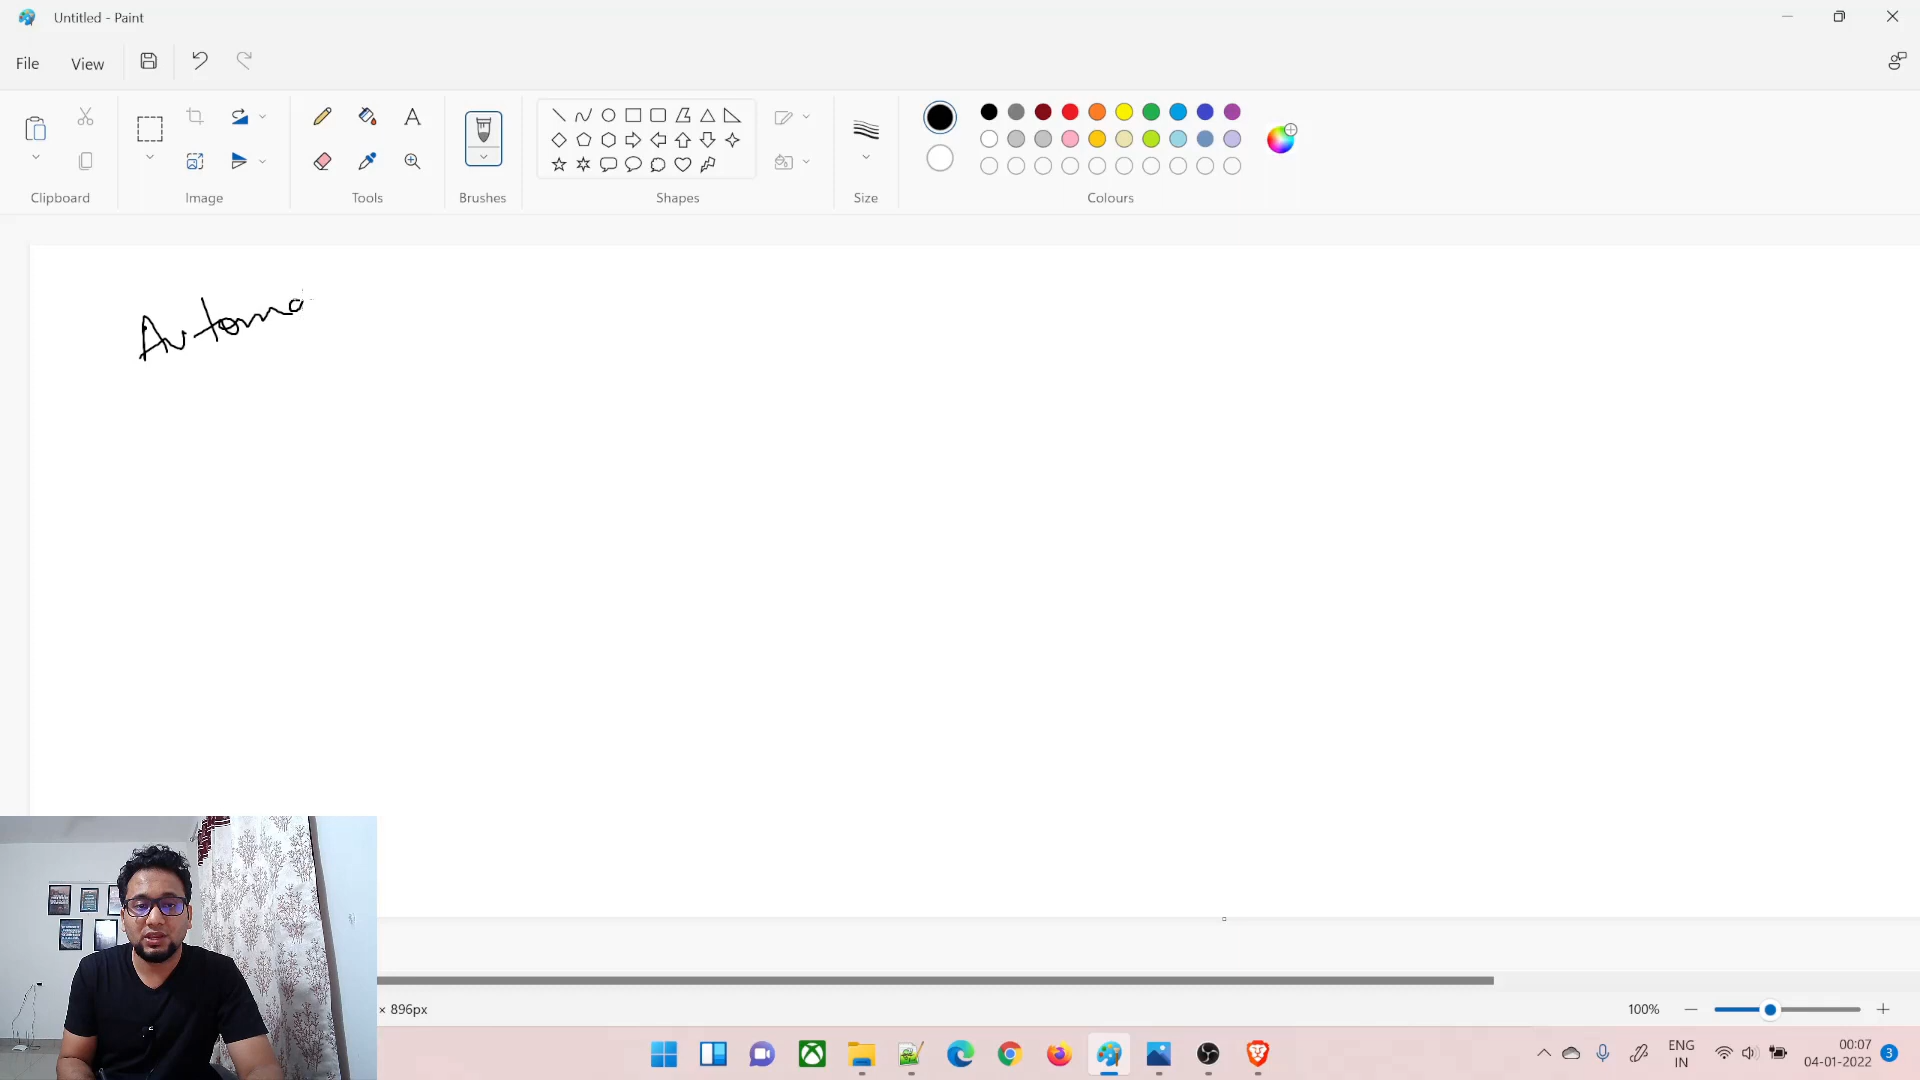 Untitled - Paint
File View
Clipboard Image Tools Brushes Shapes Size Colours
Automa
× 896px
100%
ENG
IN
00:07
04-01-2022
3